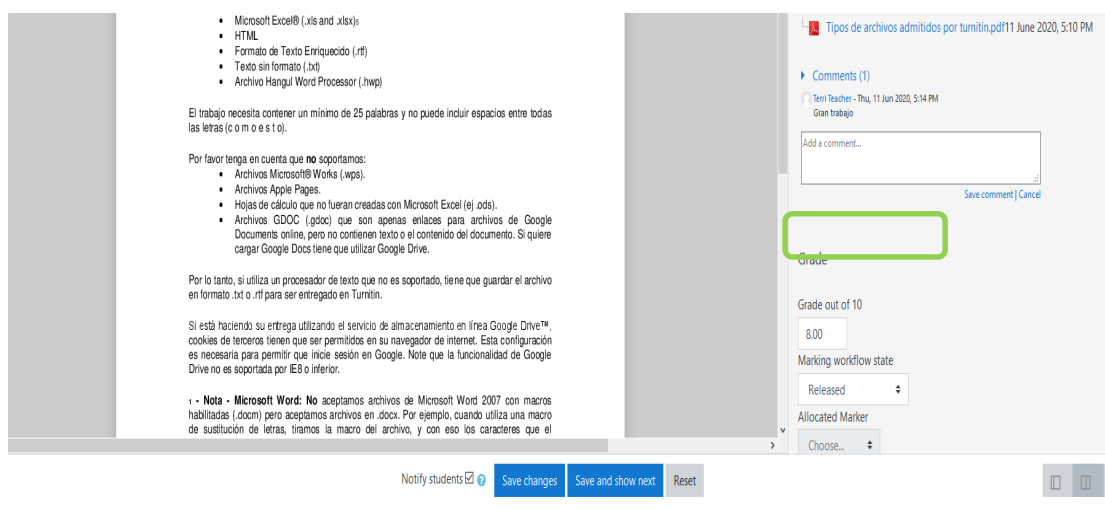 • Microsoft Excel® (.xls and .xlsx)5
• HTML
• Formato de Texto Enriquecido (.rtf)
• Texto sin formato (.txt)
• Archivo Hangul Word Processor (.hwp)
El trabajo necesita contener un mínimo de 25 palabras y no puede incluir espacios entre todas
las letras (c o m o e s t o).
Por favor tenga en cuenta que no soportamos:
• Archivos Microsoft® Works (.wps).
• Archivos Apple Pages.
• Hojas de cálculo que no fueran creadas con Microsoft Excel (ej .ods).
• Archivos GDOC (.gdoc) que son apenas enlaces para archivos de Google
Documents online, pero no contienen texto o el contenido del documento. Si quiere
cargar Google Docs tiene que utilizar Google Drive.
Por lo tanto, si utiliza un procesador de texto que no es soportado, tiene que guardar el archivo
en formato .txt o .rtf para ser entregado en Turnitin.
Si está haciendo su entrega utilizando el servicio de almacenamiento en línea Google Drive™,
cookies de terceros tienen que ser permitidos en su navegador de internet. Esta configuración
es necesaria para permitir que inicie sesión en Google. Note que la funcionalidad de Google
Drive no es soportada por IE8 o inferior.
1 - Nota - Microsoft Word: No aceptamos archivos de Microsoft Word 2007 con macros
habilitadas (.docm) pero aceptamos archivos en .docx. Por ejemplo, cuando utiliza una macro
de sustitución de letras, tiramos la macro del archivo, y con eso los caracteres que el
Tipos de archivos admitidos por turnitin.pdf11 June 2020, 5:10 PM
Comments (1)
Terri Teacher - Thu, 11 Jun 2020, 5:14 PM
Gran trabajo
Add a comment...
Save comment | Cancel
Grade
Grade out of 10
8.00
Marking workflow state
Released
Allocated Marker
Choose...
Notify students
Save changes
Save and show next
Reset